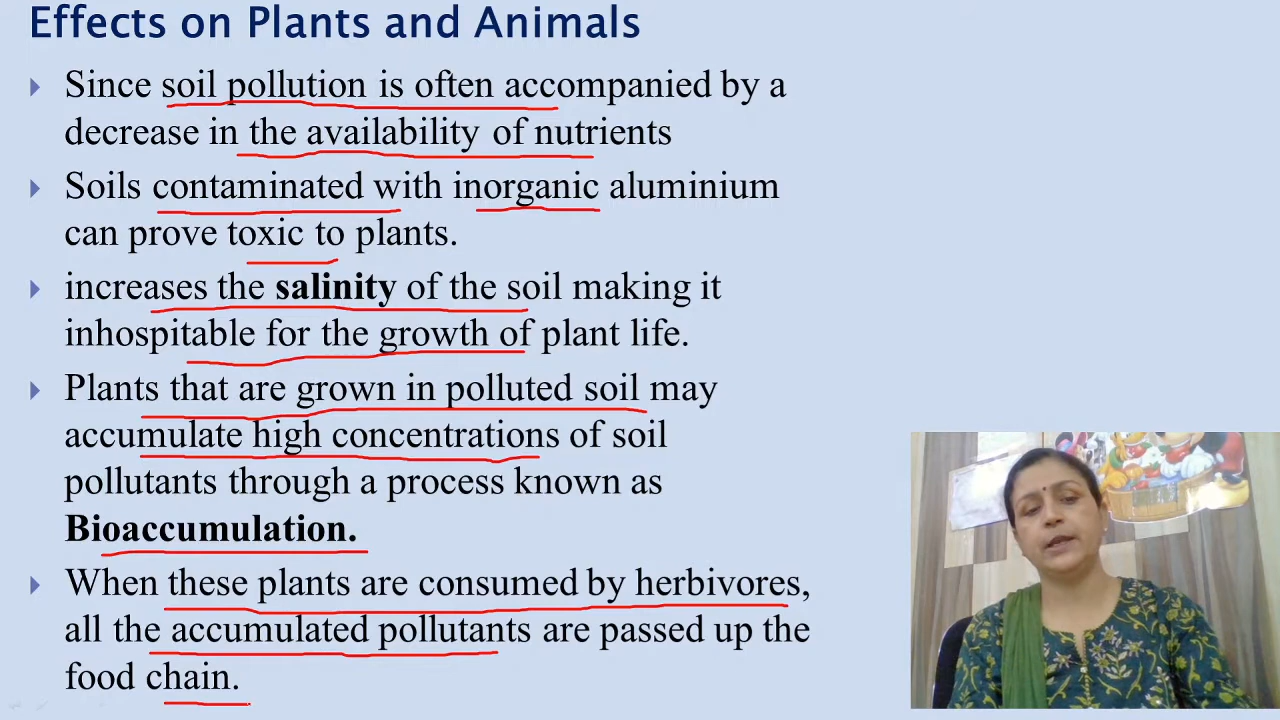 Effects on Plants and Animals
Since soil pollution is often accompanied by a
decrease in the availability of nutrients
Soils contaminated with inorganic aluminium
can prove toxic to plants.
increases the salinity of the soil making it
inhospitable for the growth of plant life.
Plants that are grown in polluted soil may
accumulate high concentrations of soil
pollutants through a process known as
Bioaccumulation.
When these plants are consumed by herbivores,
all the accumulated pollutants are passed up the
food chain.